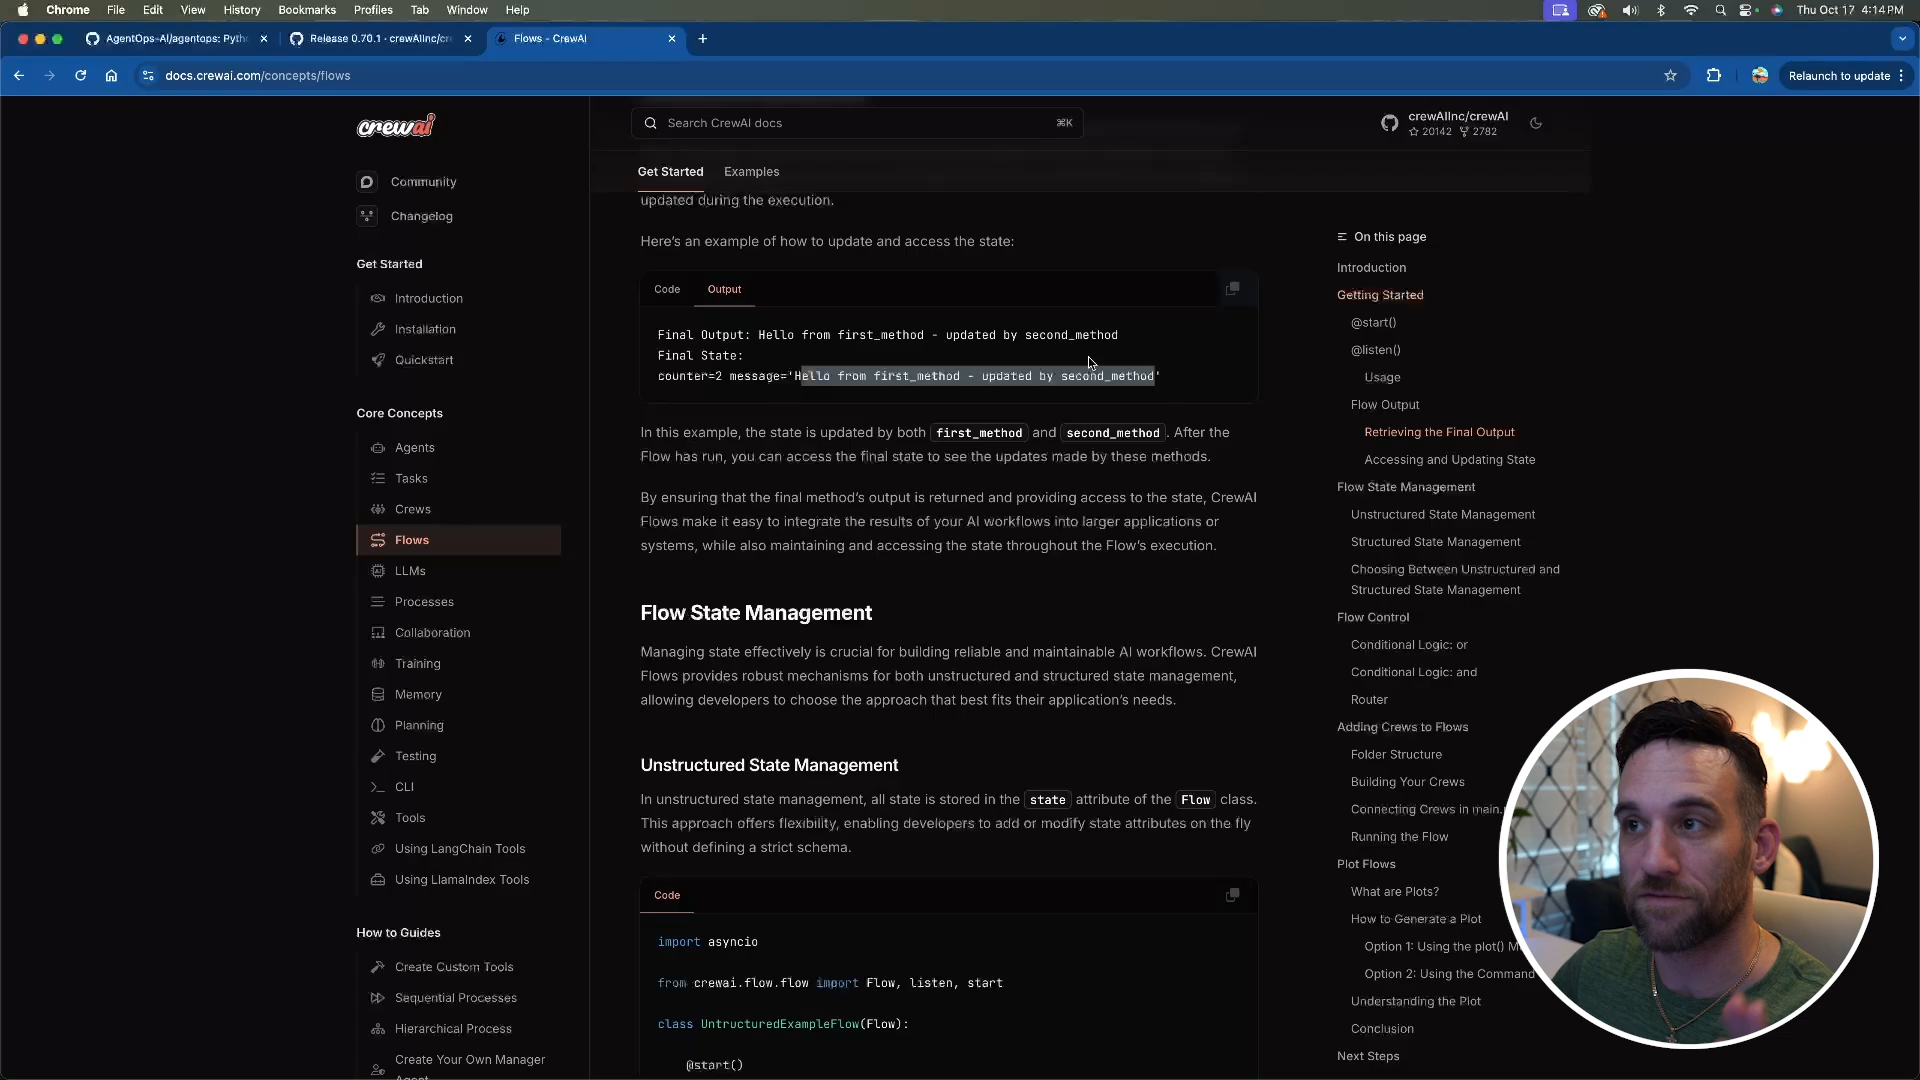 Chrome File Edit View History Bookmarks Profiles Tab Window Help
Thu Oct 17 4:14PM
AgentOps-AI/agentops: Pyth
Release 0.70.1 · crewAIInc/cr
Flows - CrewAI
docs.crewai.com/concepts/flows
Relaunch to update
crewai
Search CrewAI docs
⌘K
crewAIInc/crewAI
20142 2782
Get Started Examples
Community
Changelog
Get Started
Introduction
Installation
Quickstart
Core Concepts
Agents
Tasks
Crews
Flows
LLMs
Processes
Collaboration
Training
Memory
Planning
Testing
CLI
Tools
Using LangChain Tools
Using LlamaIndex Tools
How to Guides
Create Custom Tools
Sequential Processes
Hierarchical Process
Create Your Own Manager
Agent
updated during the execution.
Here's an example of how to update and access the state:
Code Output
Final Output: Hello from first_method - updated by second_method
Final State:
counter=2 message='Hello from first_method - updated by second_method'
In this example, the state is updated by both first_method and second_method. After the
Flow has run, you can access the final state to see the updates made by these methods.
By ensuring that the final method's output is returned and providing access to the state, CrewAI
Flows make it easy to integrate the results of your AI workflows into larger applications or
systems, while also maintaining and accessing the state throughout the Flow's execution.
Flow State Management
Managing state effectively is crucial for building reliable and maintainable AI workflows. CrewAI
Flows provides robust mechanisms for both unstructured and structured state management,
allowing developers to choose the approach that best fits their application's needs.
Unstructured State Management
In unstructured state management, all state is stored in the state attribute of the Flow class.
This approach offers flexibility, enabling developers to add or modify state attributes on the fly
without defining a strict schema.
Code
import asyncio
from crewai.flow.flow import Flow, listen, start
class UntructuredExampleFlow(Flow):
@start()
On this page
Introduction
Getting Started
@start()
@listen()
Usage
Flow Output
Retrieving the Final Output
Accessing and Updating State
Flow State Management
Unstructured State Management
Structured State Management
Choosing Between Unstructured and
Structured State Management
Flow Control
Conditional Logic: or
Conditional Logic: and
Router
Adding Crews to Flows
Folder Structure
Building Your Crews
Connecting Crews in main.
Running the Flow
Plot Flows
What are Plots?
How to Generate a Plot
Option 1: Using the plot()
Option 2: Using the Command
Understanding the Plot
Conclusion
Next Steps